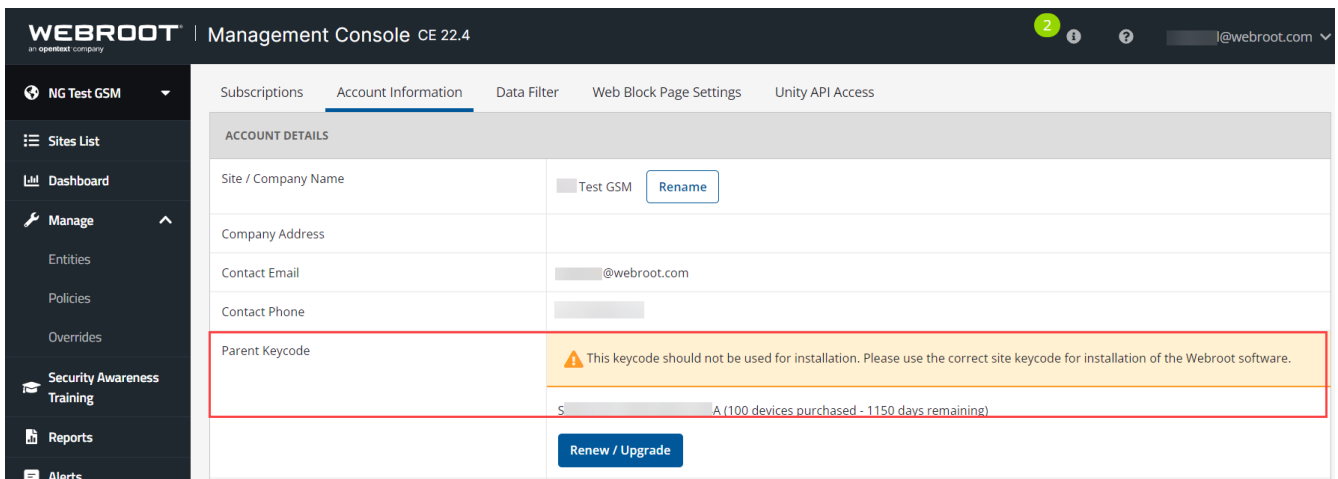 WEBROOT
an opentext company
Management Console CE 22.4
2
l@webroot.com
NG Test GSM
Sites List
Dashboard
Manage
Entities
Policies
Overrides
Security Awareness
Training
Reports
Alerts
Subscriptions Account Information Data Filter Web Block Page Settings Unity API Access
ACCOUNT DETAILS
Site / Company Name
Test GSM Rename
Company Address
Contact Email
@webroot.com
Contact Phone
Parent Keycode
This keycode should not be used for installation. Please use the correct site keycode for installation of the Webroot software.
S A (100 devices purchased - 1150 days remaining)
Renew / Upgrade